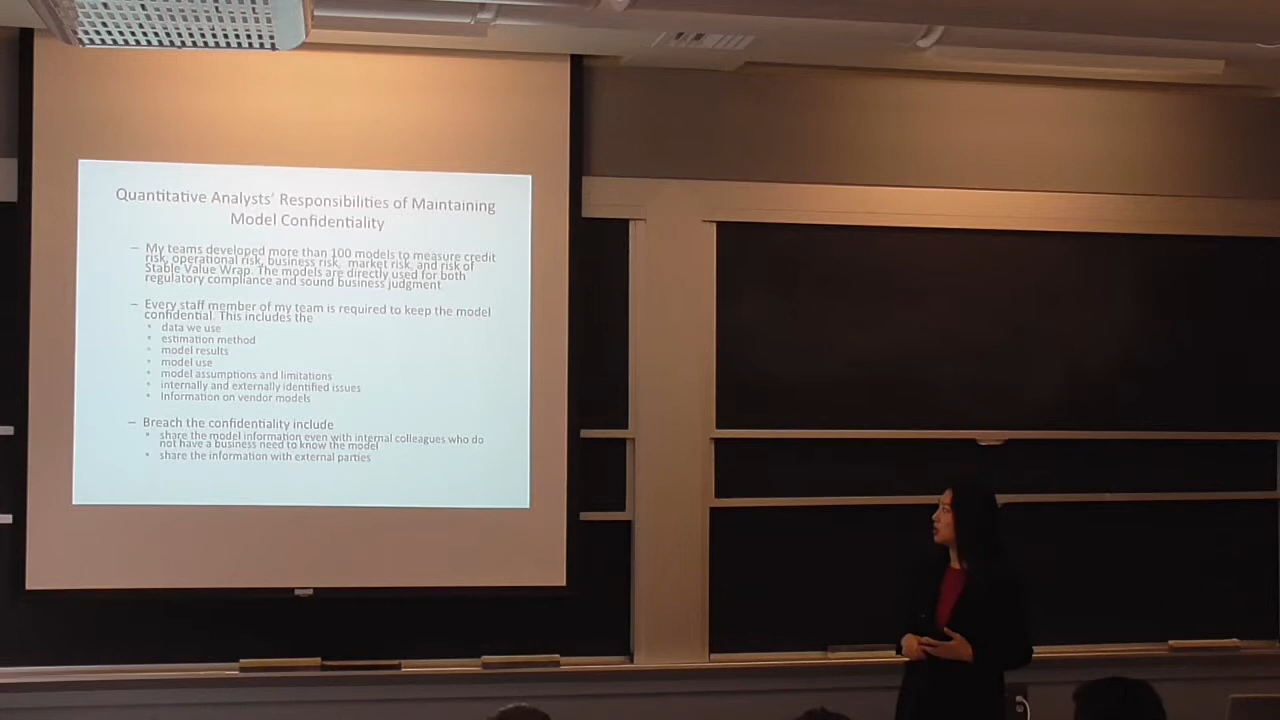 Quantitative Analysts' Responsibilities of Maintaining
Model Confidentiality
– My teams developed more than 100 models to measure credit
risk, operational risk, business risk, market risk, and risk of
Stable Value Wrap. The models are directly used for both
regulatory compliance and sound business judgment
– Every staff member of my team is required to keep the model
confidential. This includes the
• data we use
• estimation method
• model results
• model use
• model assumptions and limitations
• internally and externally identified issues
• Information on vendor models
– Breach the confidentiality include
• share the model information even with internal colleagues who do
not have a business need to know the model
• share the information with external parties